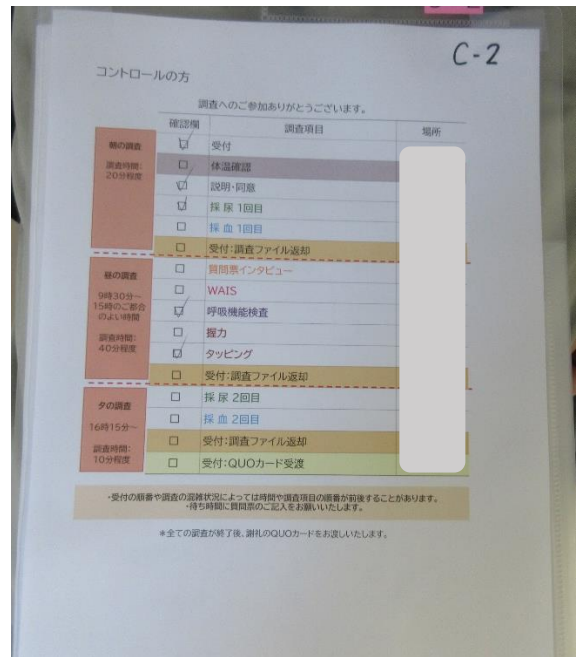 C-2
コントロールの方
調査へのご参加ありがとうございます。
確認欄 調査項目 場所
朝の調査
調査時間:
20分程度
受付
体温確認
説明・同意
採 尿 1回目
採 血 1回目
受付:調査ファイル返却
昼の調査
9時30分~
15時のご都合
のよい時間
調査時間:
40分程度
質問票インタビュー
WAIS
呼吸機能検査
握力
タッピング
受付:調査ファイル返却
夕の調査
16時15分~
調査時間:
10分程度
採 尿 2回目
採 血 2回目
受付:調査ファイル返却
受付:QUOカード受渡
・受付の順番や調査の混雑状況によっては時間や調査項目の順番が前後することがあります。
・待ち時間に質問票のご記入をお願いいたします。
※全ての調査が終了後、謝礼のQUOカードをお渡しいたします。